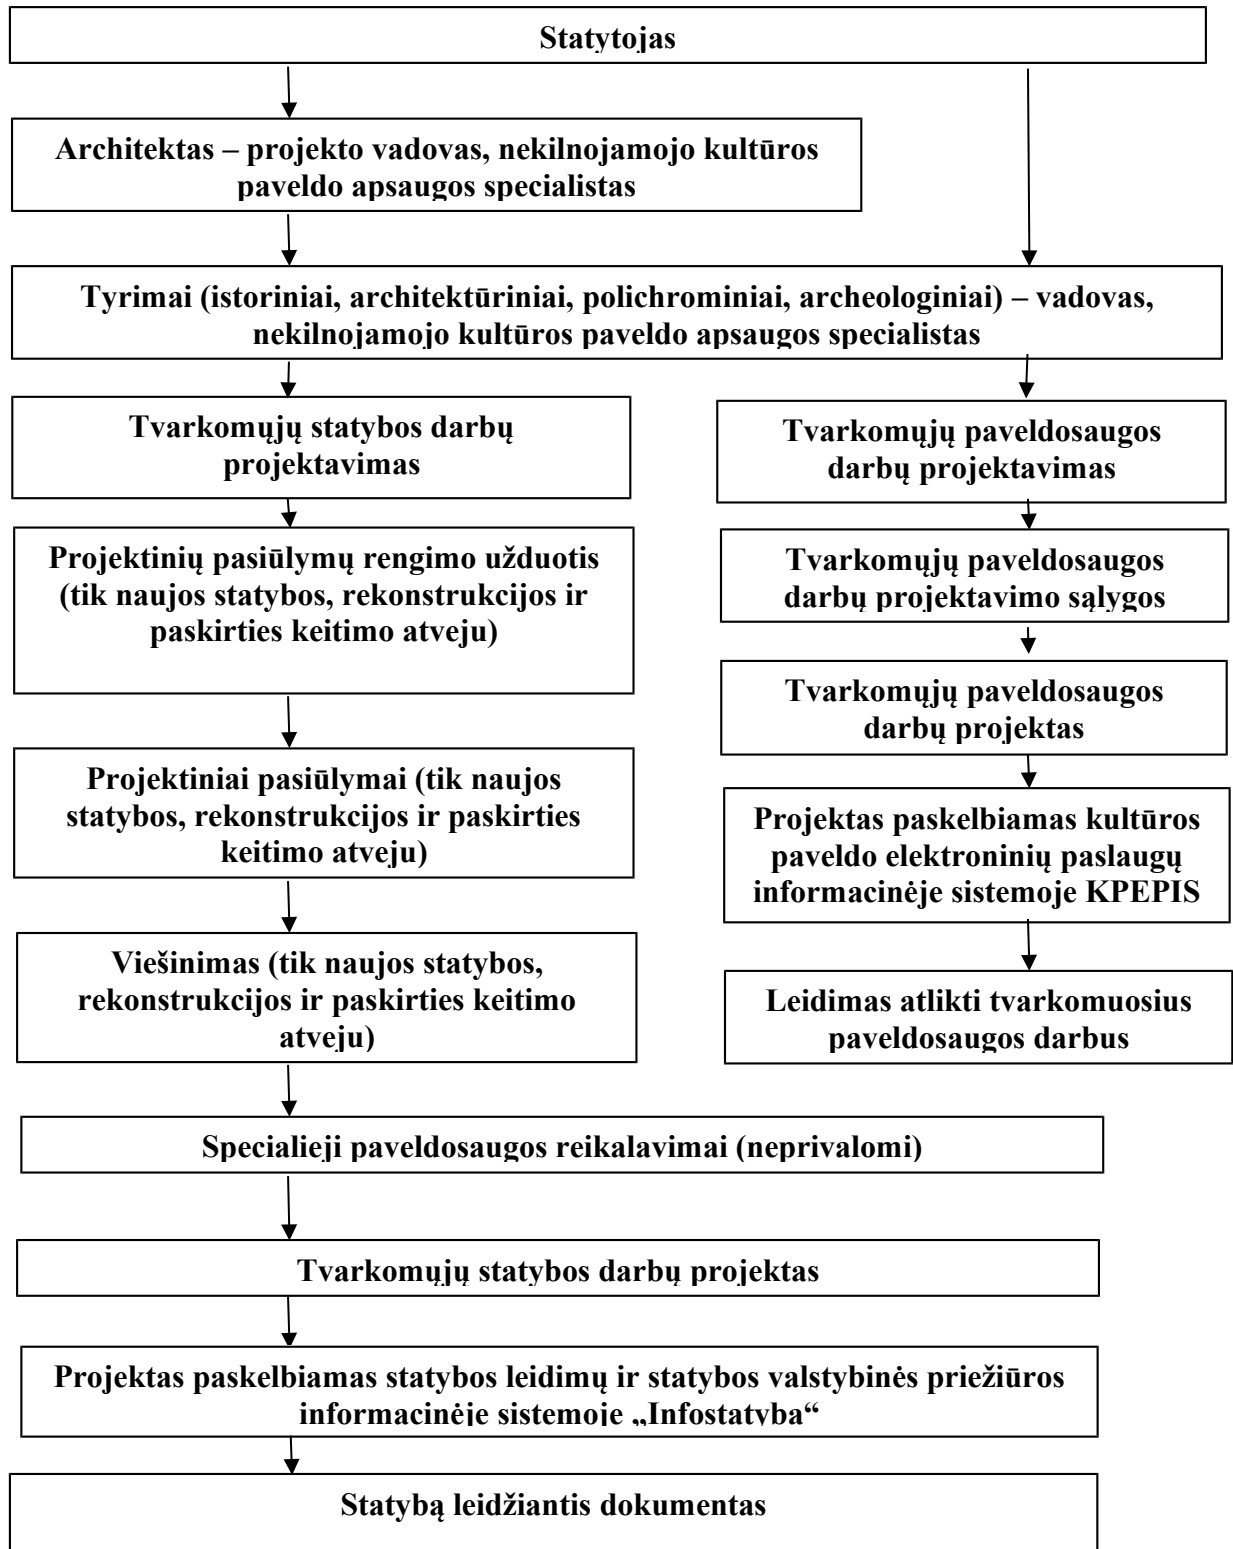 Statytojas
Architektas – projekto vadovas, nekilnojamojo kultūros
paveldo apsaugos specialistas
Tyrimai (istoriniai, architektūriniai, polichrominiai, archeologiniai) – vadovas,
nekilnojamojo kultūros paveldo apsaugos specialistas
Tvarkomųjų statybos darbų
projektavimas
Projektinių pasiūlymų rengimo užduotis
(tik naujos statybos, rekonstrukcijos ir
paskirties keitimo atveju)
Projektiniai pasiūlymai (tik naujos
statybos, rekonstrukcijos ir paskirties
keitimo atveju)
Viešinimas (tik naujos statybos,
rekonstrukcijos ir paskirties keitimo
atveju)
Tvarkomųjų paveldosaugos
darbų projektavimas
Tvarkomųjų paveldosaugos
darbų projektavimo sąlygos
Tvarkomųjų paveldosaugos
darbų projektas
Projektas paskelbiamas kultūros
paveldo elektroninių paslaugų
informacinėje sistemoje KPEPIS
Leidimas atlikti tvarkomuosius
paveldosaugos darbus
Specialieji paveldosaugos reikalavimai (neprivalomi)
Tvarkomųjų statybos darbų projektas
Projektas paskelbiamas statybos leidimų ir statybos valstybinės priežiūros
informacinėje sistemoje „Infostatyba“
Statybą leidžiantis dokumentas